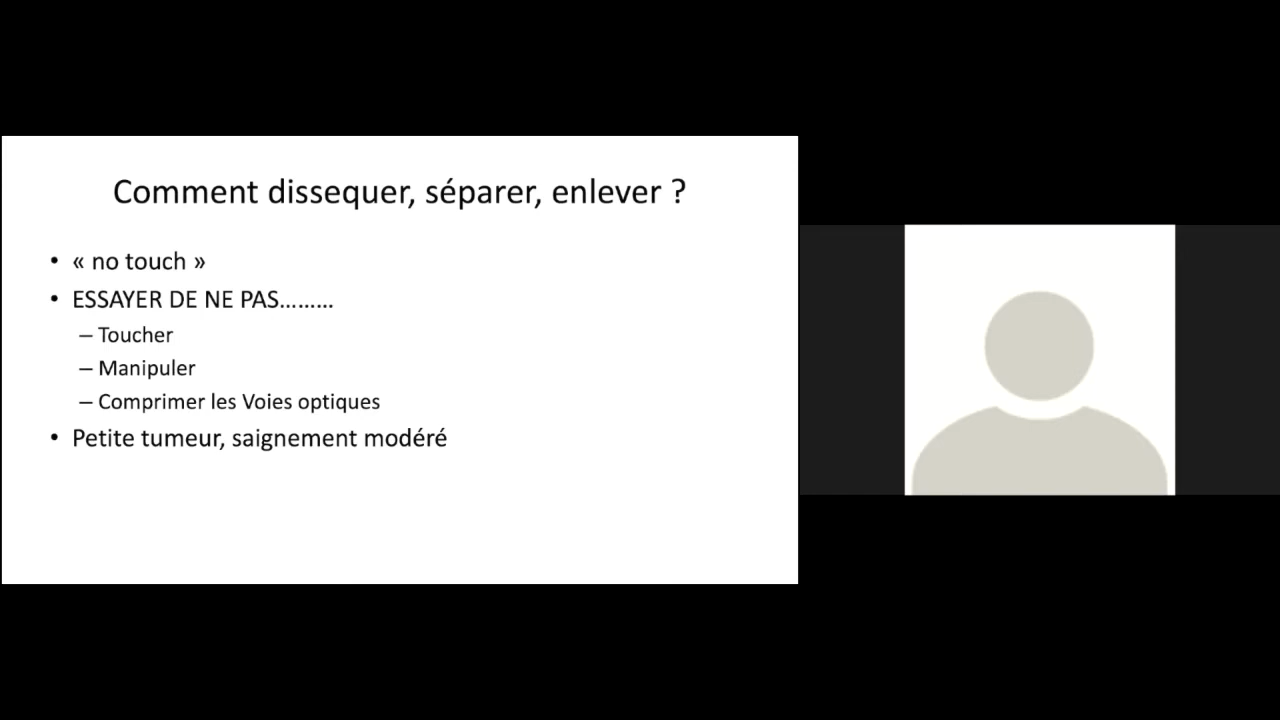 Comment dissequer, séparer, enlever ?
• « no touch »
• ESSAYER DE NE PAS.........
– Toucher
– Manipuler
– Comprimer les Voies optiques
• Petite tumeur, saignement modéré